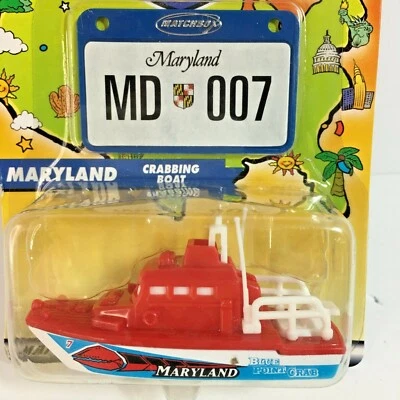 MATCHBOX
Maryland
MD 007
MARYLAND
CRABBING
BOAT
7
MARYLAND
BLUE
POINT CRAB